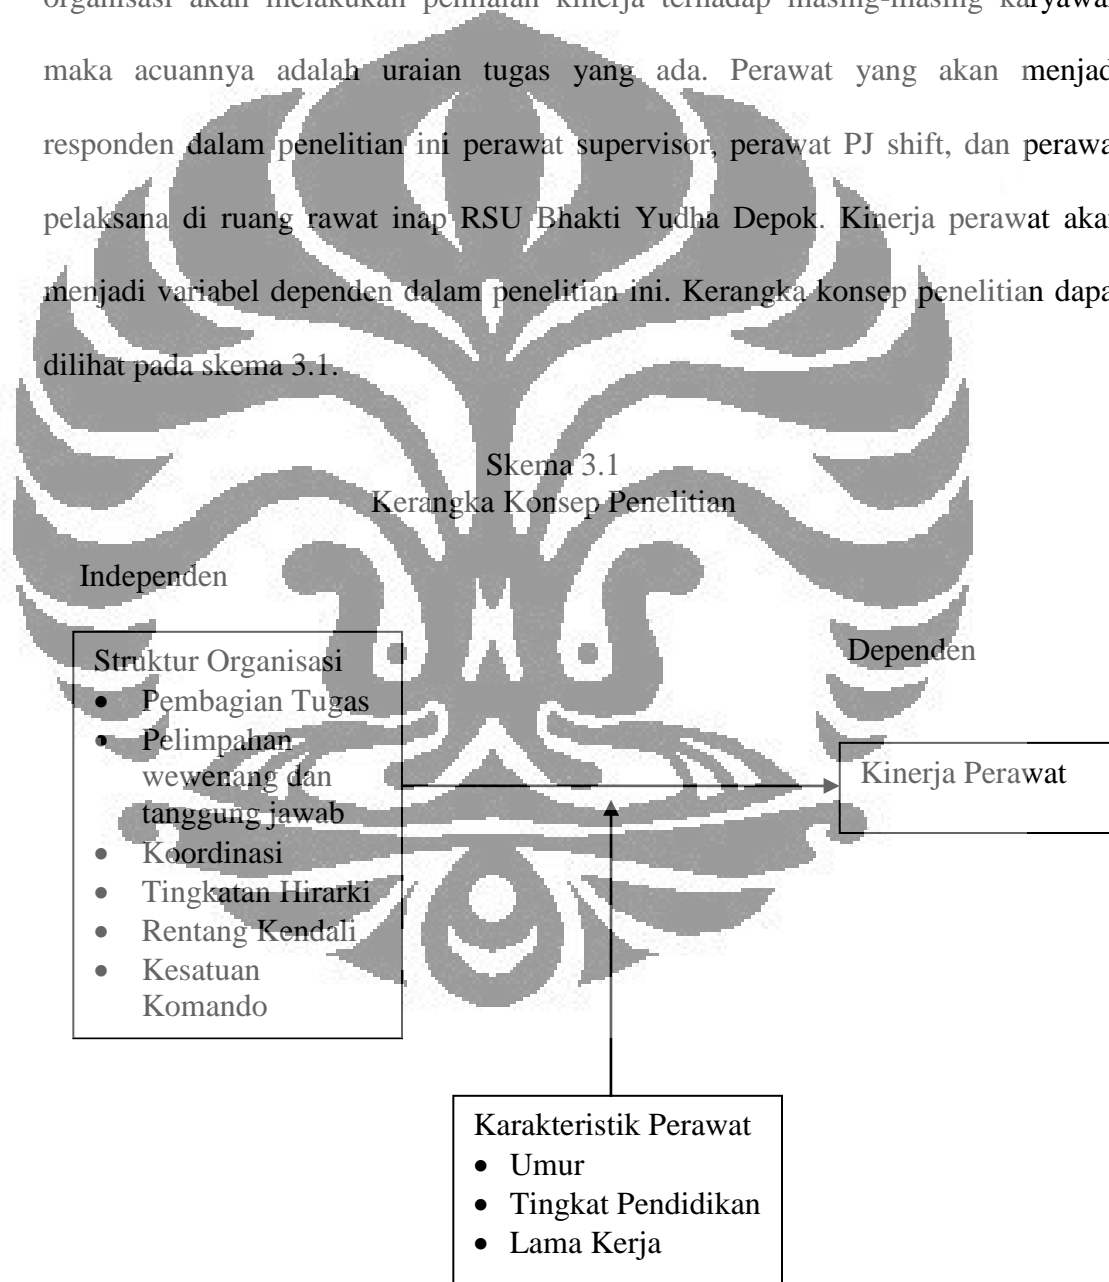 organisasi akan melakukan penilaian kinerja terhadap masing-masing karyawan
maka acuannya adalah uraian tugas yang ada. Perawat yang akan menjadi
responden dalam penelitian ini perawat supervisor, perawat PJ shift, dan perawat
pelaksana di ruang rawat inap RSU Bhakti Yudha Depok. Kinerja perawat akan
menjadi variabel dependen dalam penelitian ini. Kerangka konsep penelitian dapat
dilihat pada skema 3.1.
Skema 3.1
Kerangka Konsep Penelitian
Independen
Dependen
Struktur Organisasi
• Pembagian Tugas
• Pelimpahan
wewenang dan
tanggung jawab
• Koordinasi
• Tingkatan Hirarki
• Rentang Kendali
• Kesatuan
Komando
Kinerja Perawat
Karakteristik Perawat
• Umur
• Tingkat Pendidikan
• Lama Kerja